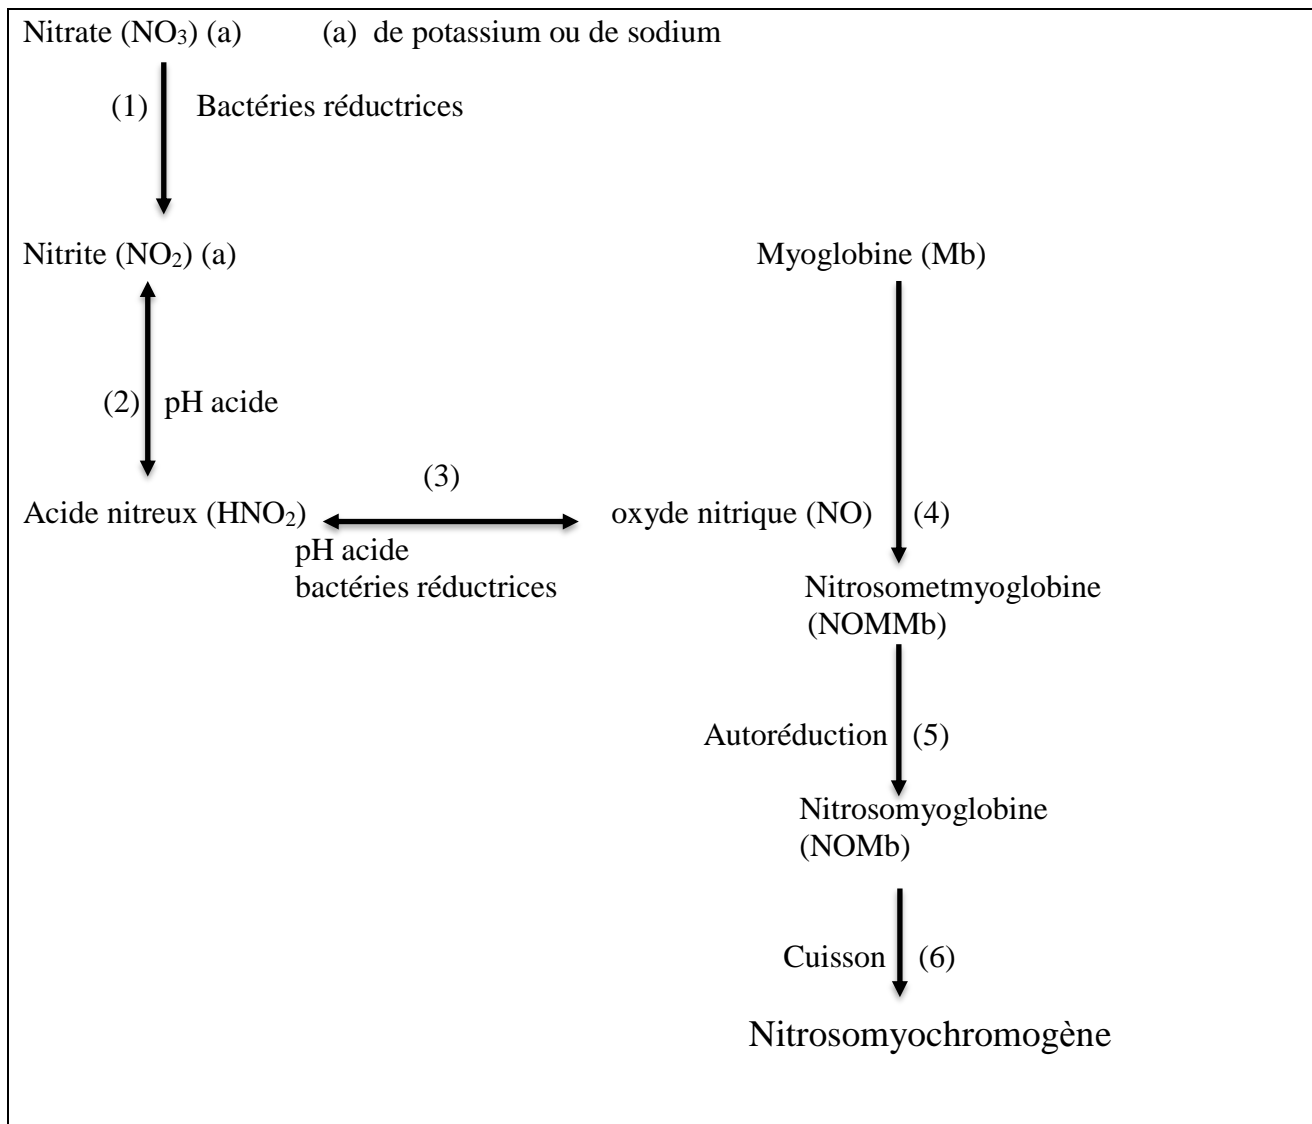 Nitrate (NO₃) (a) (a) de potassium ou de sodium
(1) Bactéries réductrices
Nitrite (NO₂) (a) Myoglobine (Mb)
(2) pH acide
(3)
Acide nitreux (HNO₂) oxyde nitrique (NO) (4)
pH acide
bactéries réductrices
Nitrosometmyoglobine
(NOMMb)
Autoréduction (5)
Nitrosomyoglobine
(NOMb)
Cuisson (6)
Nitrosomyochromogène